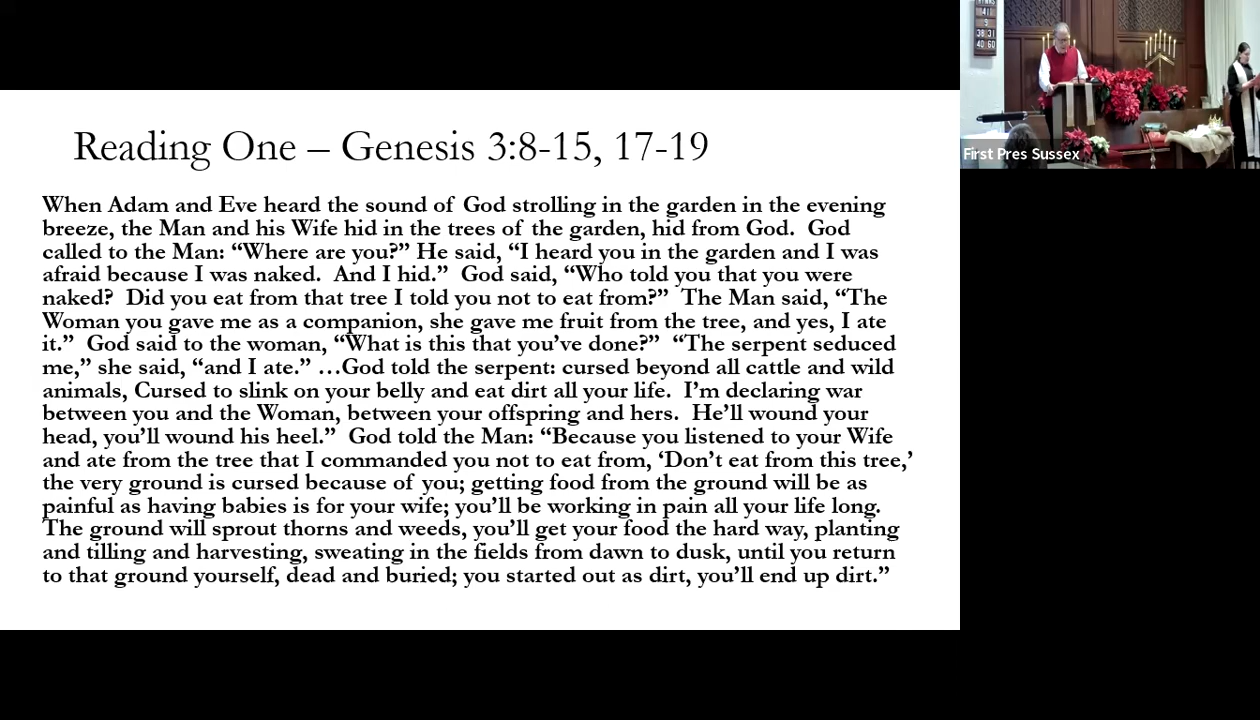 Reading One – Genesis 3:8-15, 17-19
When Adam and Eve heard the sound of God strolling in the garden in the evening
breeze, the Man and his Wife hid in the trees of the garden, hid from God.  God
called to the Man: “Where are you?” He said, “I heard you in the garden and I was
afraid because I was naked.  And I hid.”  God said, “Who told you that you were
naked?  Did you eat from that tree I told you not to eat from?”  The Man said, “The
Woman you gave me as a companion, she gave me fruit from the tree, and yes, I ate
it.”  God said to the woman, “What is this that you’ve done?”  “The serpent seduced
me,” she said, “and I ate.” …God told the serpent: cursed beyond all cattle and wild
animals, Cursed to slink on your belly and eat dirt all your life.  I’m declaring war
between you and the Woman, between your offspring and hers.  He’ll wound your
head, you’ll wound his heel.”  God told the Man: “Because you listened to your Wife
and ate from the tree that I commanded you not to eat from, ‘Don’t eat from this tree,’
the very ground is cursed because of you; getting food from the ground will be as
painful as having babies is for your wife; you’ll be working in pain all your life long.
The ground will sprout thorns and weeds, you’ll get your food the hard way, planting
and tilling and harvesting, sweating in the fields from dawn to dusk, until you return
to that ground yourself, dead and buried; you started out as dirt, you’ll end up dirt.”
41
9
38 31
40 60
First Pres Sussex